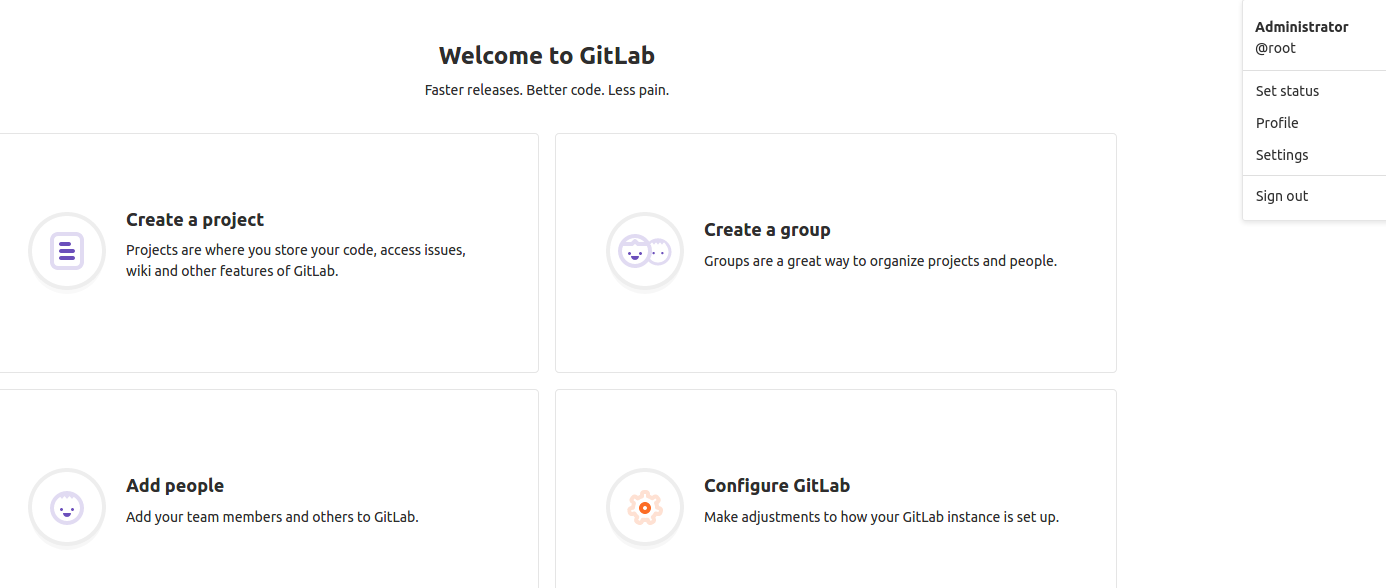 Welcome to GitLab
Faster releases. Better code. Less pain.
Administrator
@root
Set status
Profile
Settings
Sign out
Create a project
Projects are where you store your code, access issues,
wiki and other features of GitLab.
Create a group
Groups are a great way to organize projects and people.
Add people
Add your team members and others to GitLab.
Configure GitLab
Make adjustments to how your GitLab instance is set up.